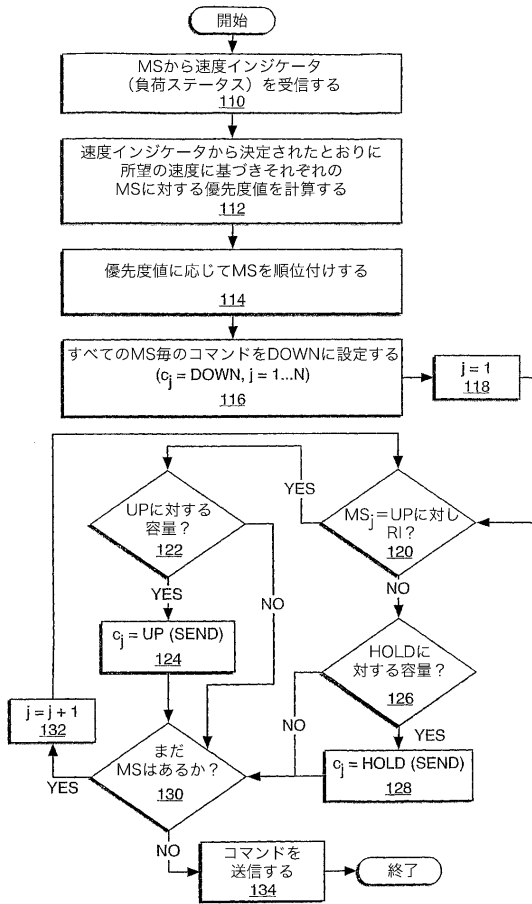 開始
MSから速度インジケータ
（負荷ステータス）を受信する
110
速度インジケータから決定されたとおりに
所望の速度に基づきそれぞれの
MSに対する優先度値を計算する
112
優先度値に応じてMSを順位付けする
114
すべてのMS毎のコマンドをDOWNに設定する
(cj = DOWN, j = 1...N)
116
j = 1
118
MSj＝UPに対し
RI？
120
YES
NO
UPに対する
容量？
122
YES
NO
cj = UP (SEND)
124
HOLDに
対する容量？
126
NO
YES
cj = HOLD (SEND)
128
j = j + 1
132
まだ
MSはあるか？
130
YES
NO
コマンドを
送信する
134
終了